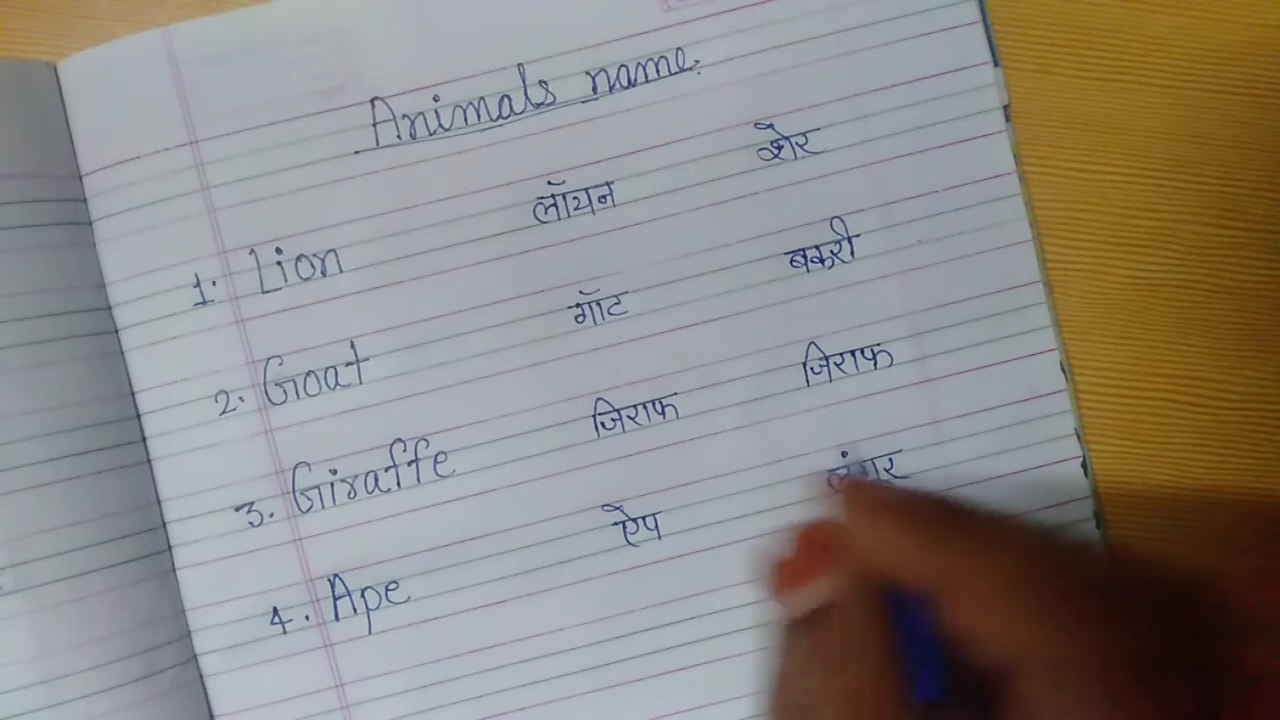 Animals name.
1. Lion लॉयन शेर
2. Goat गॉट बकरी
3. Giraffe जिराफ जिराफ
4. Ape ऐप लंगूर